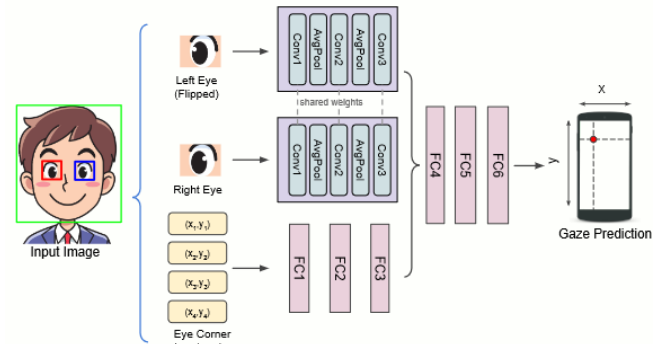 Input Image
Left Eye
(Flipped)
Conv1
AvgPool
Conv2
AvgPool
Conv3
shared weights
Right Eye
Conv1
AvgPool
Conv2
AvgPool
Conv3
(x₁,y₁)
(x₂,y₂)
(x₃,y₃)
(x₄,y₄)
Eye Corner
FC1
FC2
FC3
FC4
FC5
FC6
X
y
Gaze Prediction